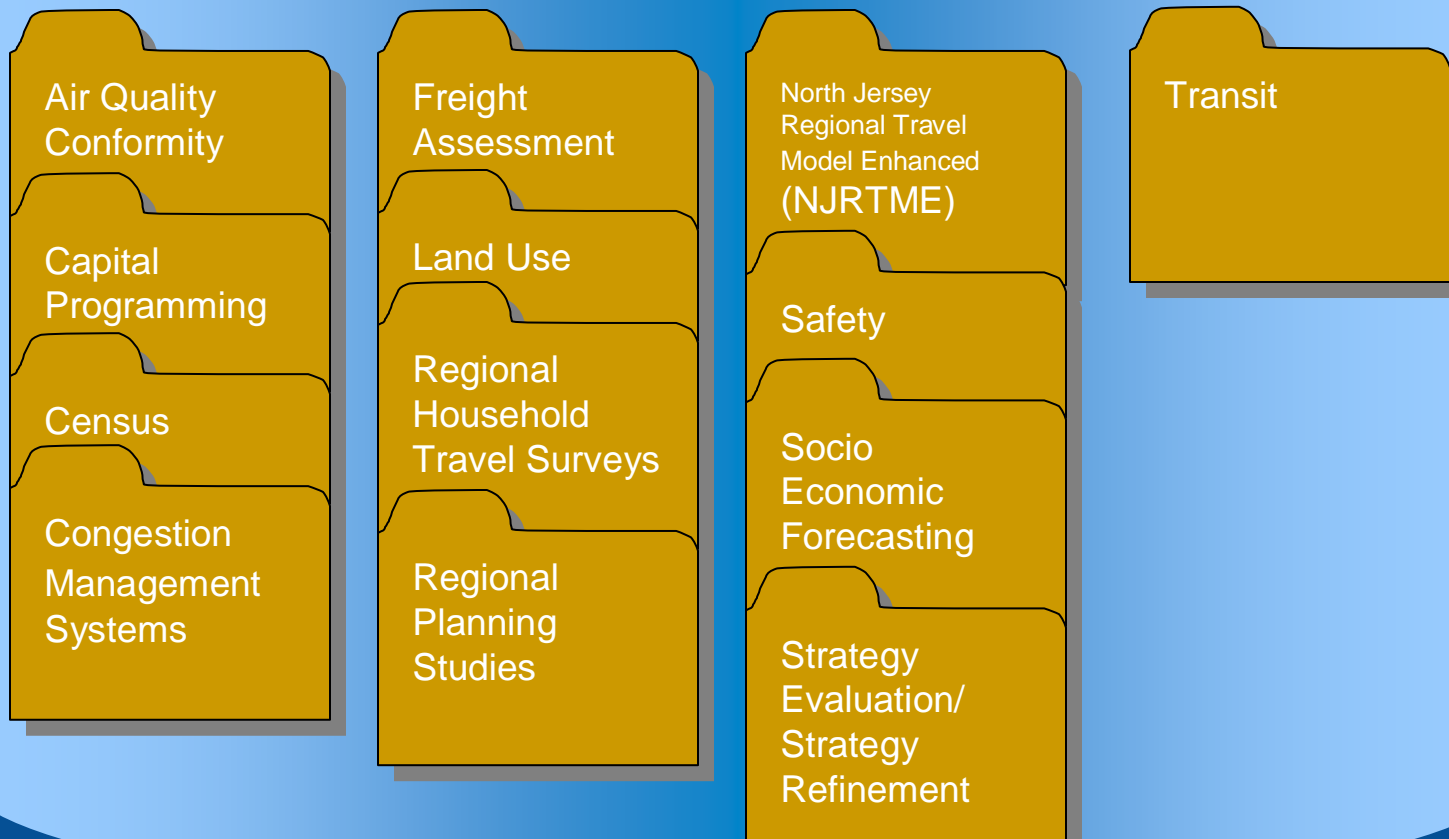 Air Quality
Conformity
Capital
Programming
Census
Congestion
Management
Systems
Freight
Assessment
Land Use
Regional
Household
Travel Surveys
Regional
Planning
Studies
North Jersey
Regional Travel
Model Enhanced
(NJRTME)
Safety
Socio
Economic
Forecasting
Strategy
Evaluation/
Strategy
Refinement
Transit